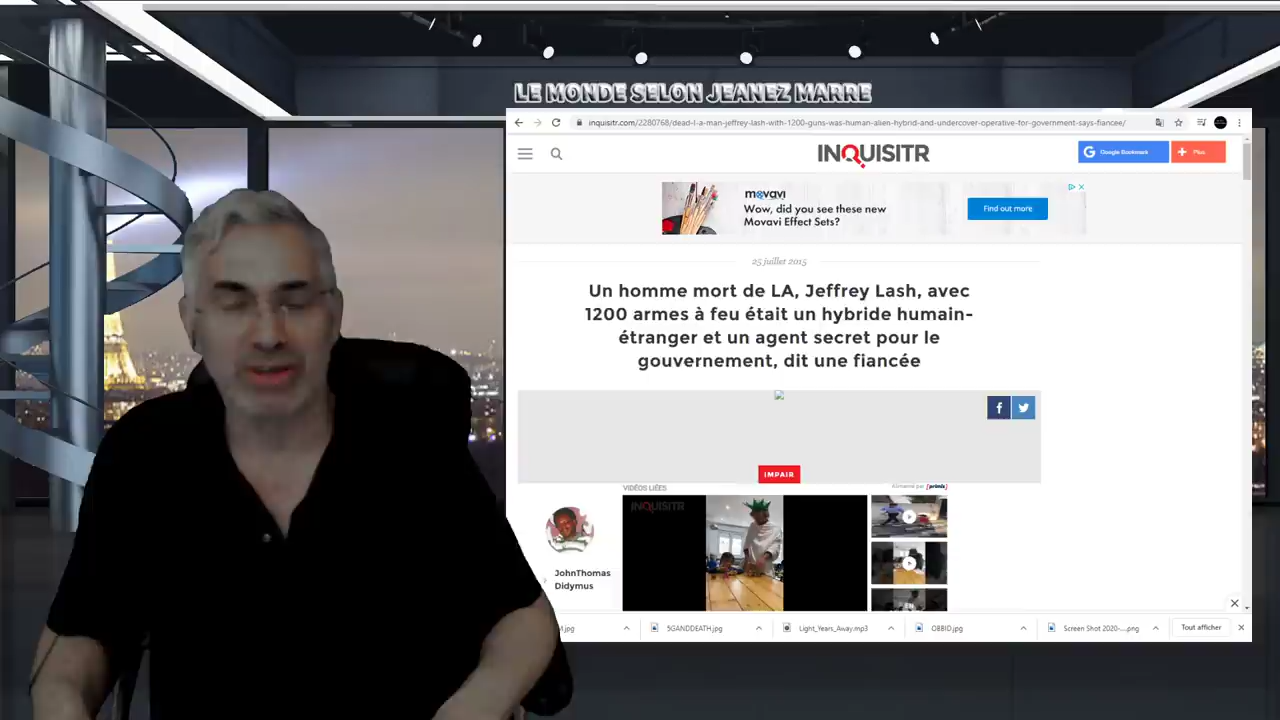 LE MONDE SELON JEANEZ MARRE
inquisitr.com/2280768/dead-l-a-man-jeffrey-lash-with-1200-guns-was-human-alien-hybrid-and-undercover-operative-for-government-says-fiancee/
INQUISITR
Google Bookmark
Plus
movavi
Wow, did you see these new
Movavi Effect Sets?
Find out more
25 juillet 2015
Un homme mort de LA, Jeffrey Lash, avec
1200 armes à feu était un hybride humain-
étranger et un agent secret pour le
gouvernement, dit une fiancée
IMPAIR
VIDÉOS LIÉES
Alimenté par [primis]
INQUISITR
JohnThomas
Didymus
.jpg
5GANDDEATH.jpg
Light_Years_Away.mp3
OBBID.jpg
Screen Shot 2020-....png
Tout afficher